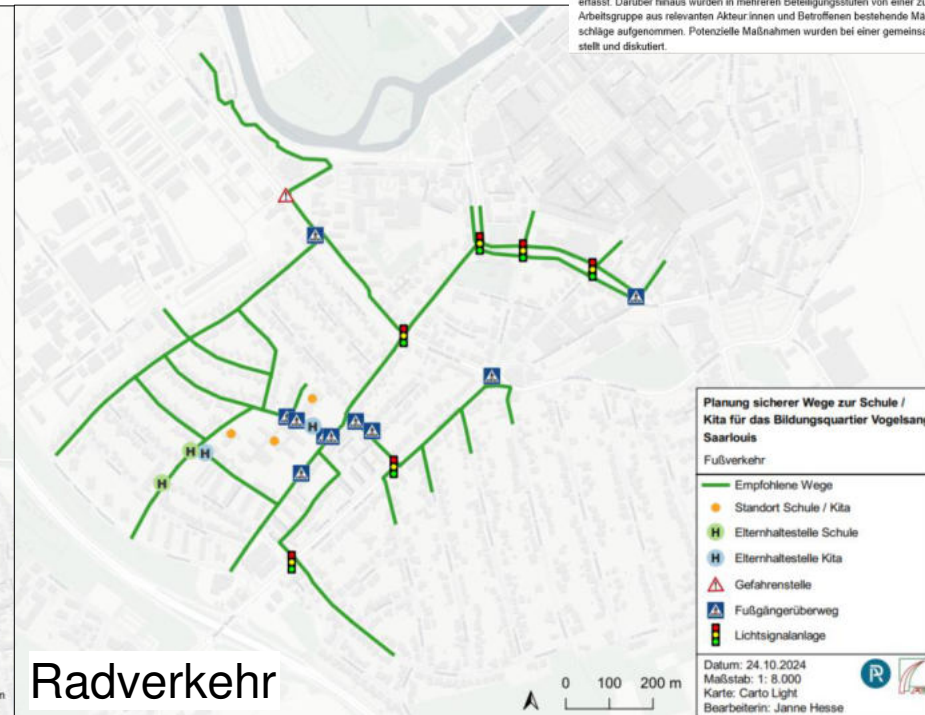 erfasst. Darüber hinaus wurden in mehreren Beteiligungsstufen von einer
Arbeitsgruppe aus relevanten Akteur:innen und Betroffenen bestehende
schläge aufgenommen. Potenzielle Maßnahmen wurden bei einer
stellt und diskutiert.
H
H
H
H
Planung sicherer Wege zur Schule /
Kita für das Bildungsquartier Vogelsang
Saarlouis
Fußverkehr
Empfohlene Wege
Standort Schule / Kita
H Elternhaltestelle Schule
H Elternhaltestelle Kita
Gefahrenstelle
Fußgängerüberweg
Lichtsignalanlage
Datum: 24.10.2024
Maßstab: 1: 8.000
Karte: Carto Light
Bearbeiterin: Janne Hesse
R
0 100 200 m
Radverkehr
m